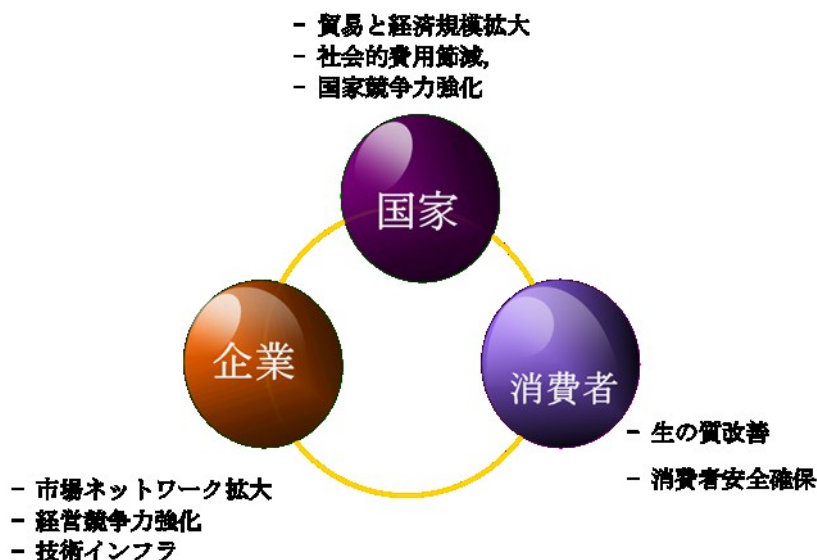 - 貿易と経済規模拡大
- 社会的費用節減,
- 国家競争力強化
国家
企業
消費者
- 生の質改善
- 消費者安全確保
- 市場ネットワーク拡大
- 経営競争力強化
- 技術インフラ